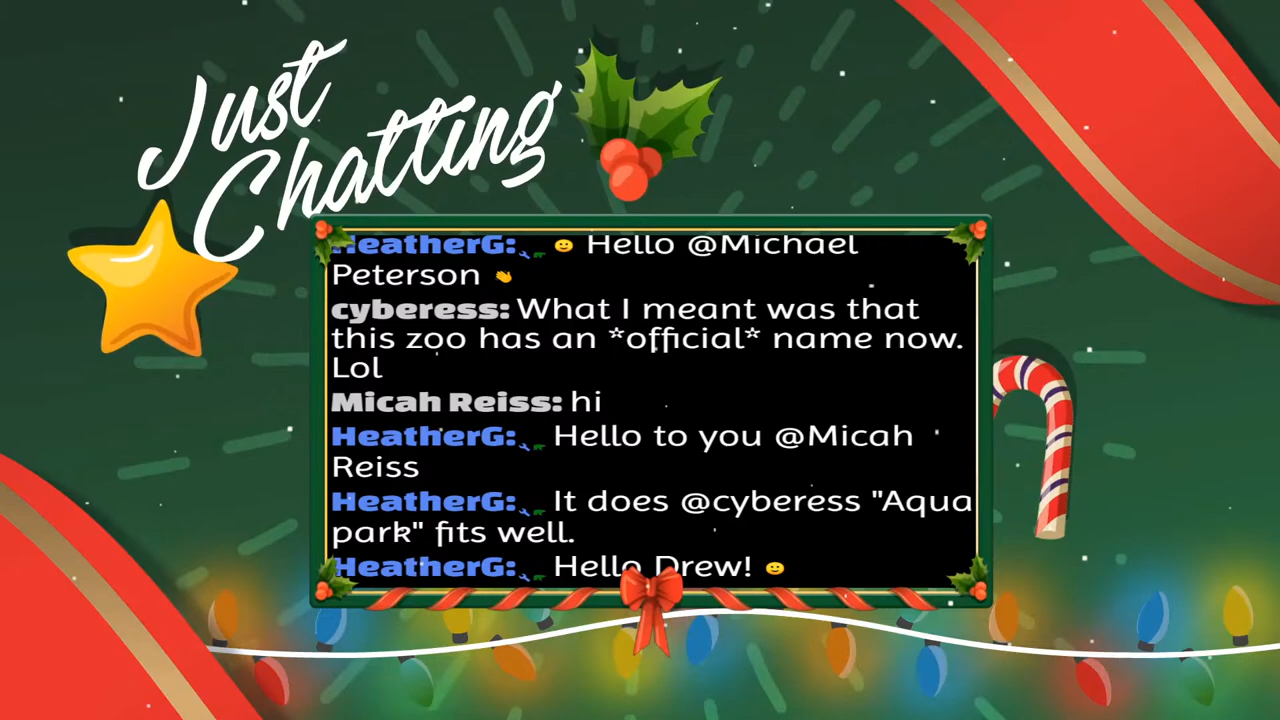 Just
Chatting
HeatherG: 🙂 Hello @Michael
Peterson 👏
cyberess: What I meant was that
this zoo has an *official* name now.
Lol
Micah Reiss: hi
HeatherG: Hello to you @Micah
Reiss
HeatherG: It does @cyberess "Aqua
park" fits well.
HeatherG: Hello Drew! 🙂